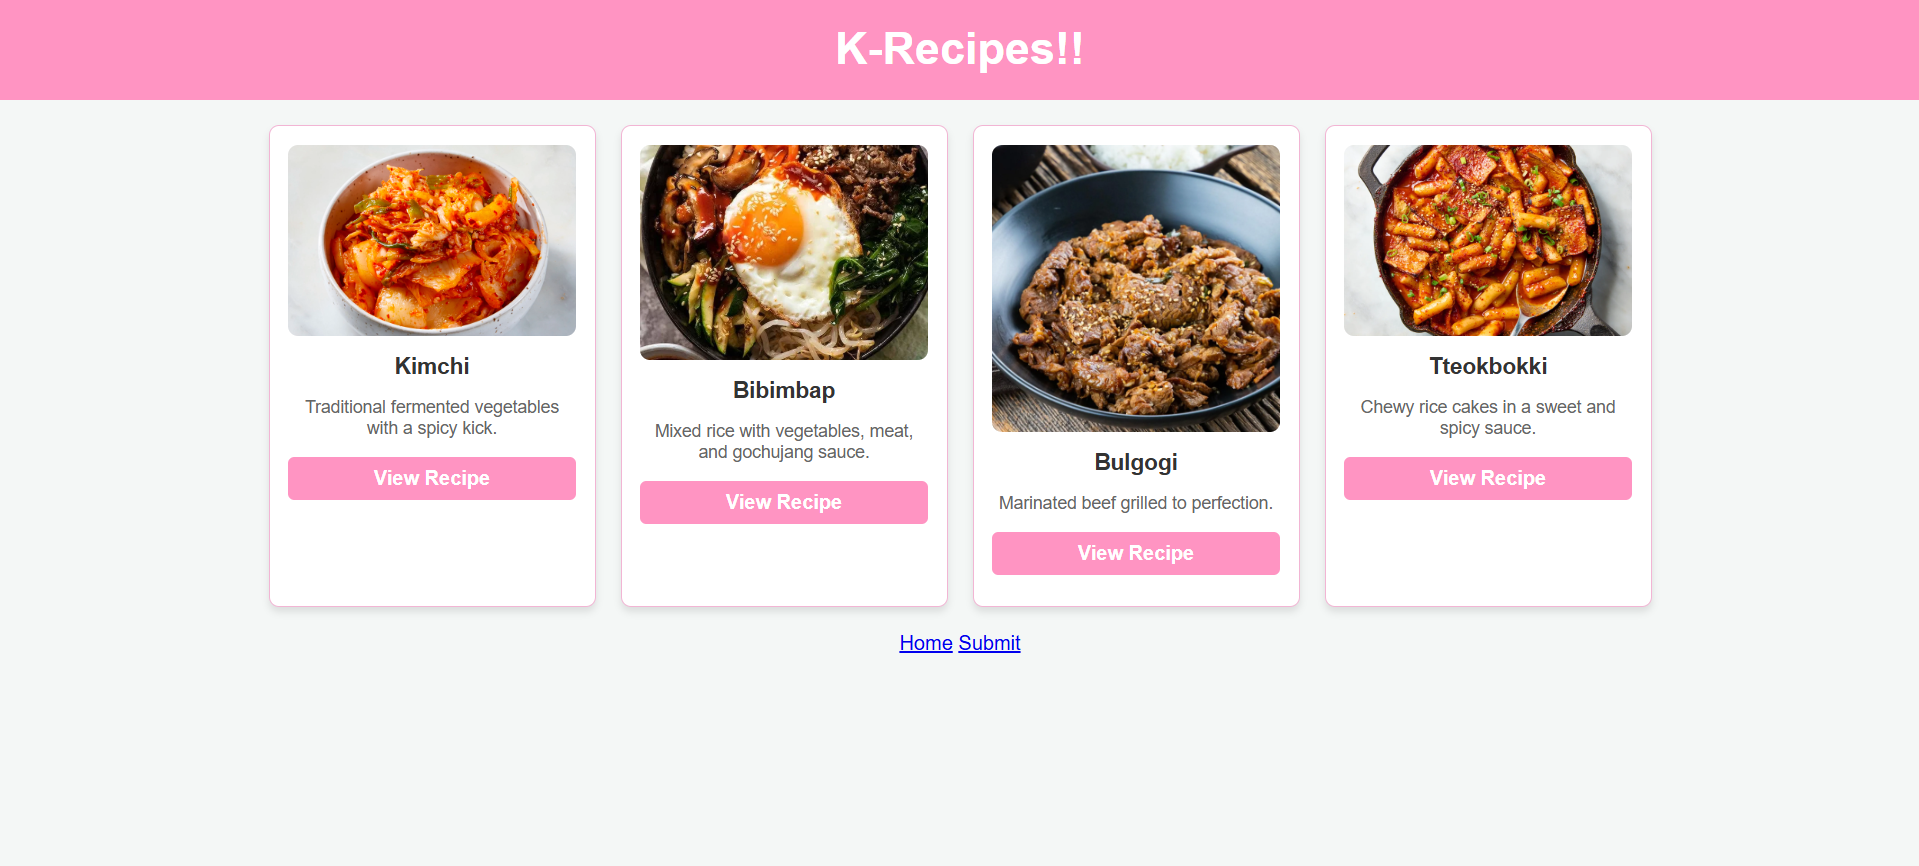 K-Recipes!!
Kimchi
Traditional fermented vegetables
with a spicy kick.
View Recipe
Bibimbap
Mixed rice with vegetables, meat,
and gochujang sauce.
View Recipe
Bulgogi
Marinated beef grilled to perfection.
View Recipe
Tteokbokki
Chewy rice cakes in a sweet and
spicy sauce.
View Recipe
Home Submit